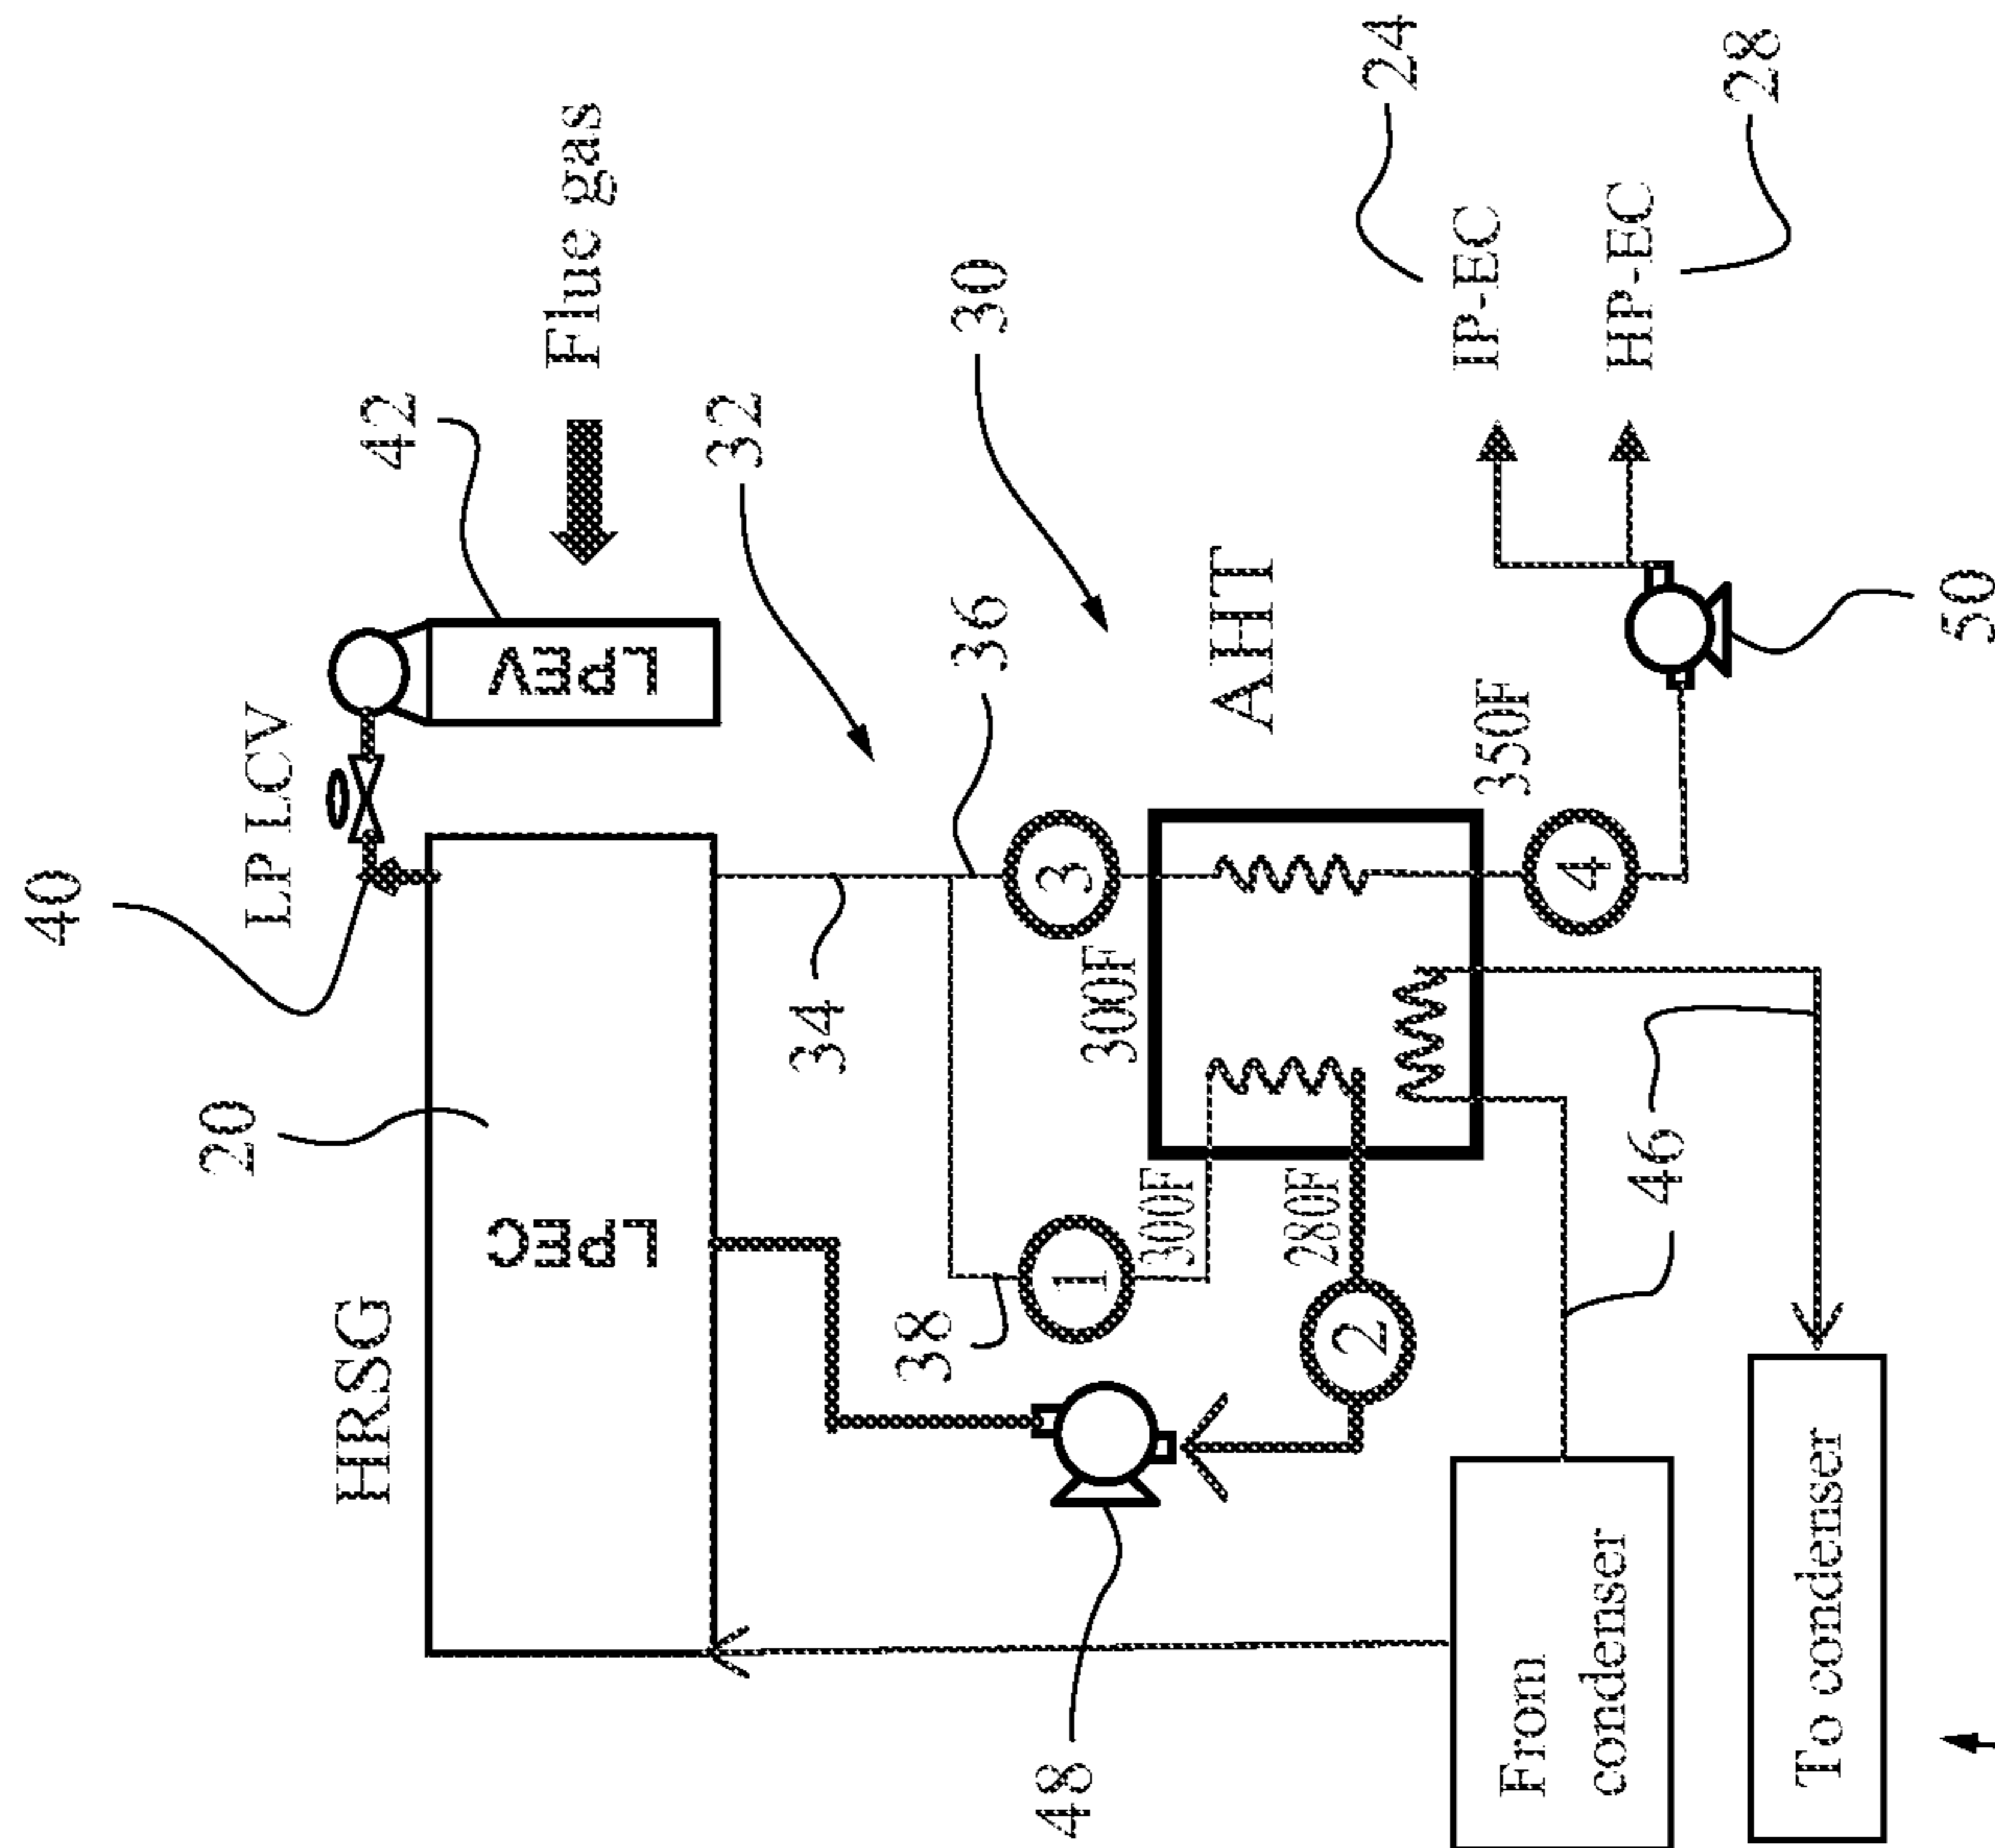 40
20
LP LCV
HRSG
42
LPEC
LPEV
Flue gas
32
34
38
36
30
48
1
3
300F
300F
AHT
280F
2
24
IP-EC
350F
4
From
condenser
HP-EC
46
28
To condenser
50